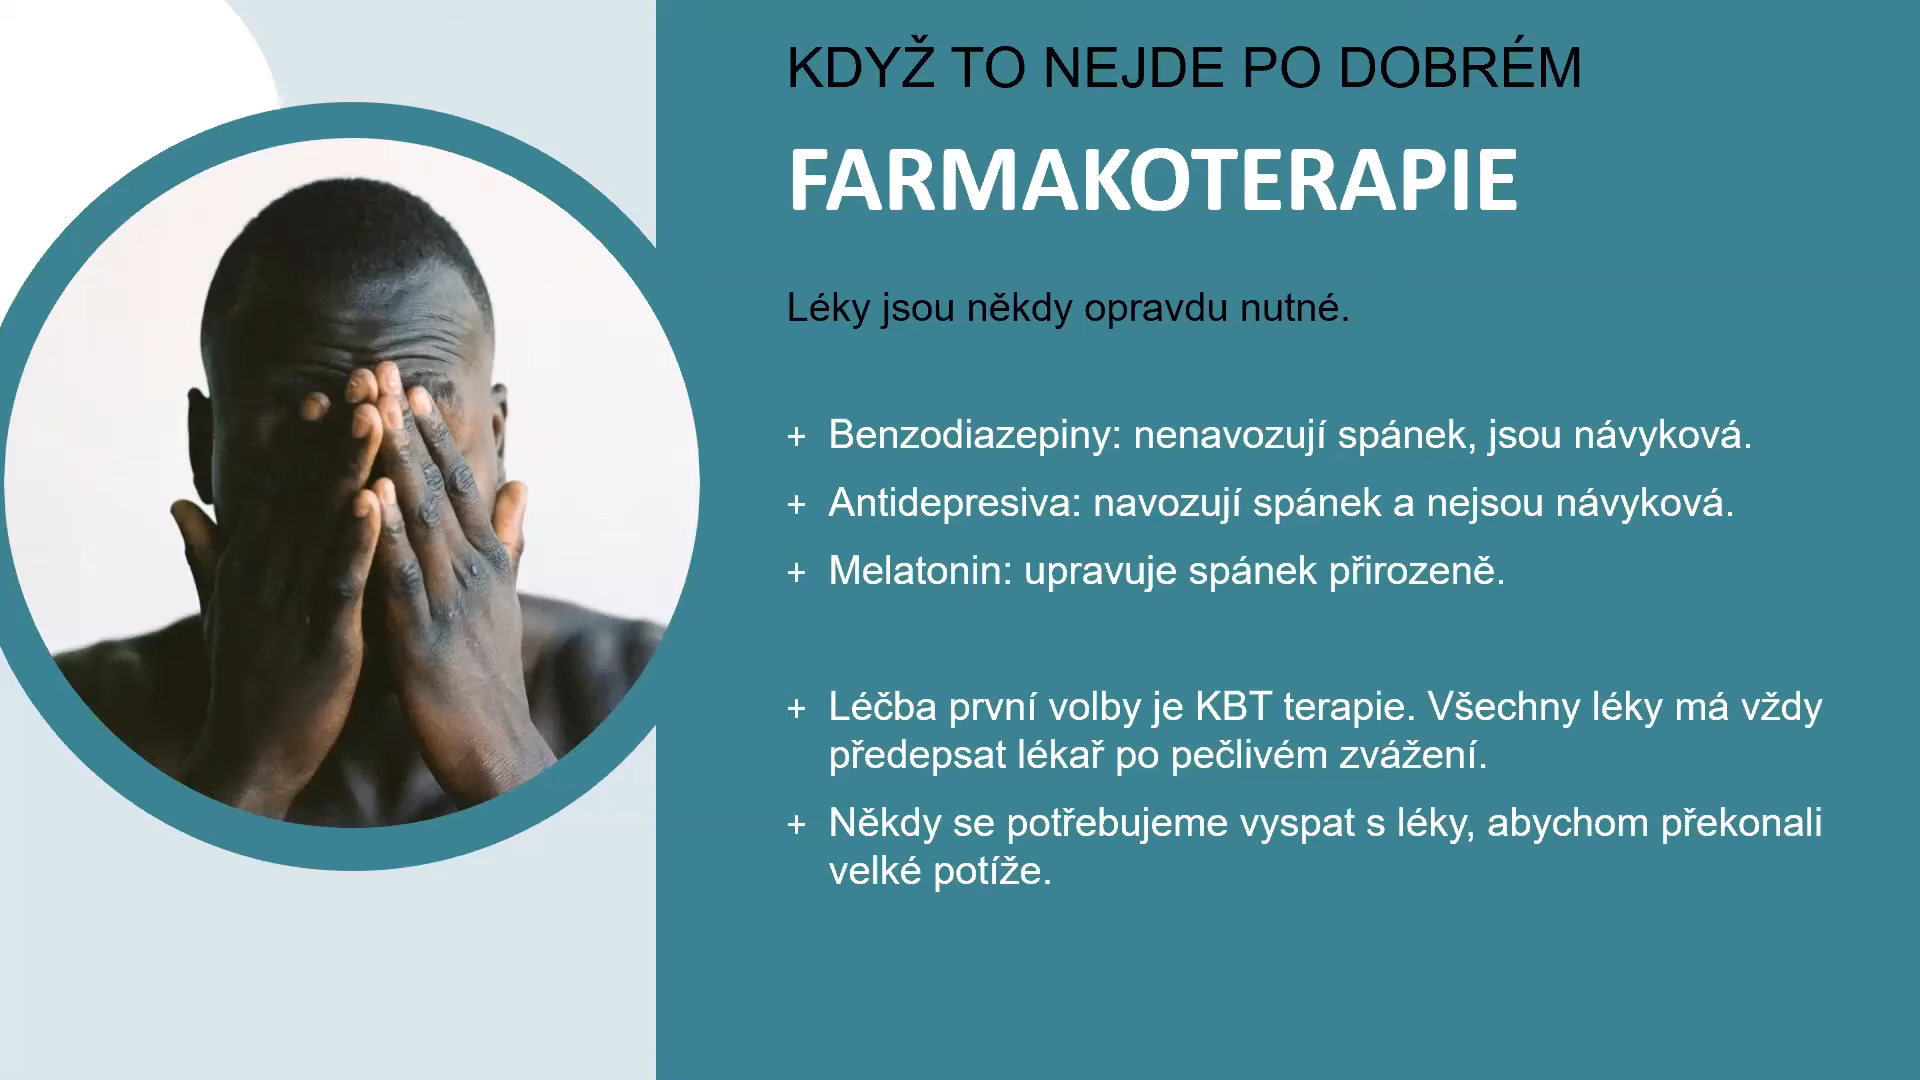 KDYŽ TO NEJDE PO DOBRÉM
FARMAKOTERAPIE
Léky jsou někdy opravdu nutné.
+ Benzodiazepiny: nenavozují spánek, jsou návyková.
+ Antidepresiva: navozují spánek a nejsou návyková.
+ Melatonin: upravuje spánek přirozeně.
+ Léčba první volby je KBT terapie. Všechny léky má vždy
předepsat lékař po pečlivém zvážení.
+ Někdy se potřebujeme vyspat s léky, abychom překonali
velké potíže.